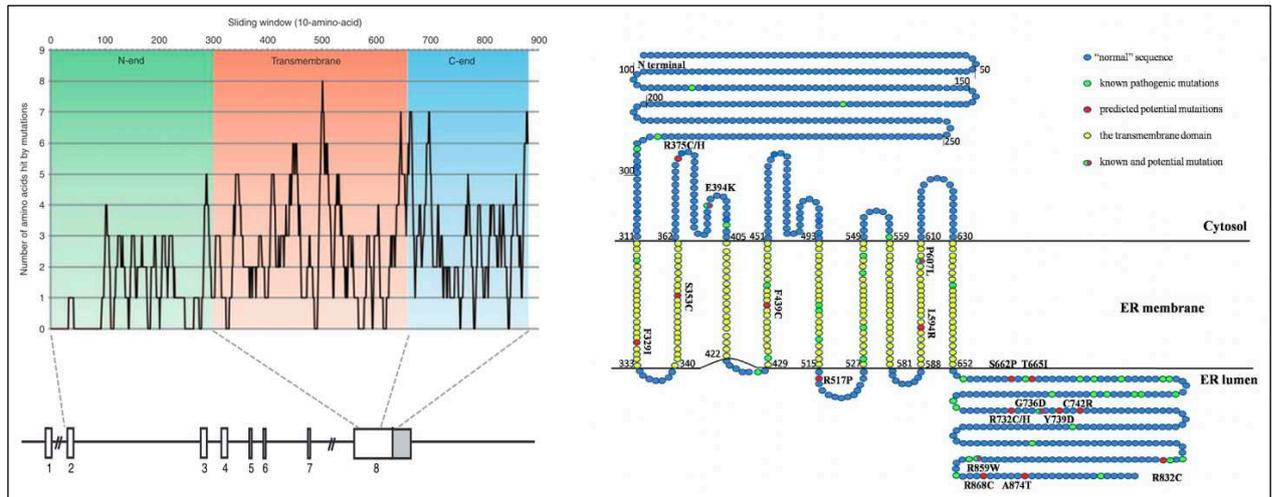 Sliding window (10-amino-acid)
0 100 200 300 400 500 600 700 800 900
9
8
7
6
5
4
3
2
1
0
Number of amino acids hit by mutations
N-end
Transmembrane
C-end
1 2 3 4 5 6 7 8
N terminal
100
50
150
200
250
300
"normal" sequence
known pathogenic mutations
predicted potential mutaitions
the transmembrane domain
known and potential mutation
R375C/H
E394K
Cytosol
311 362 405 451 493 549 559 610 630
P607L
S353C
F439C
ER membrane
L594R
F329I
333 340 422 429 515 527 581 588 652
R517P
S662P T665I
ER lumen
G736D C742R
R732C/H Y739D
R859W
R832C
R868C A874T